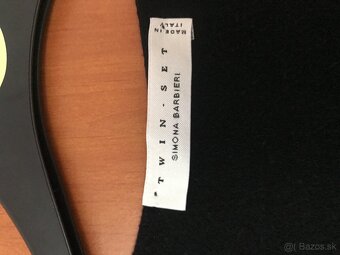 TWIN-SET
SIMONA BARBIERI
MADE IN
ITALY
© Bazos.sk